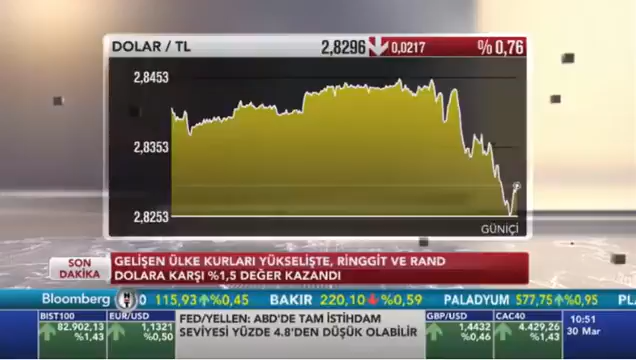 DOLAR / TL 2,8296 0,0217 %0,76
2,8453
2,8353
2,8253
GÜNİÇİ
SON DAKİKA
GELİŞEN ÜLKE KURLARI YÜKSELİŞTE, RİNGGİT VE RAND
DOLARA KARŞI %1,5 DEĞER KAZANDI
Bloomberg HT 0 115,93 %0,45 BAKIR 220,10 %0,59 PALADYUM 577,75 %0,95 PL
BIST100
82.902,13
%1,43
EUR/USD
1,1321
%0,50
FED/YELLEN: ABD'DE TAM İSTİHDAM
SEVİYESİ YÜZDE 4.8'DEN DÜŞÜK OLABİLİR
GBP/USD
1,4432
%0,46
CAC40
4.429,26
%1,43
10:51
30 Mar